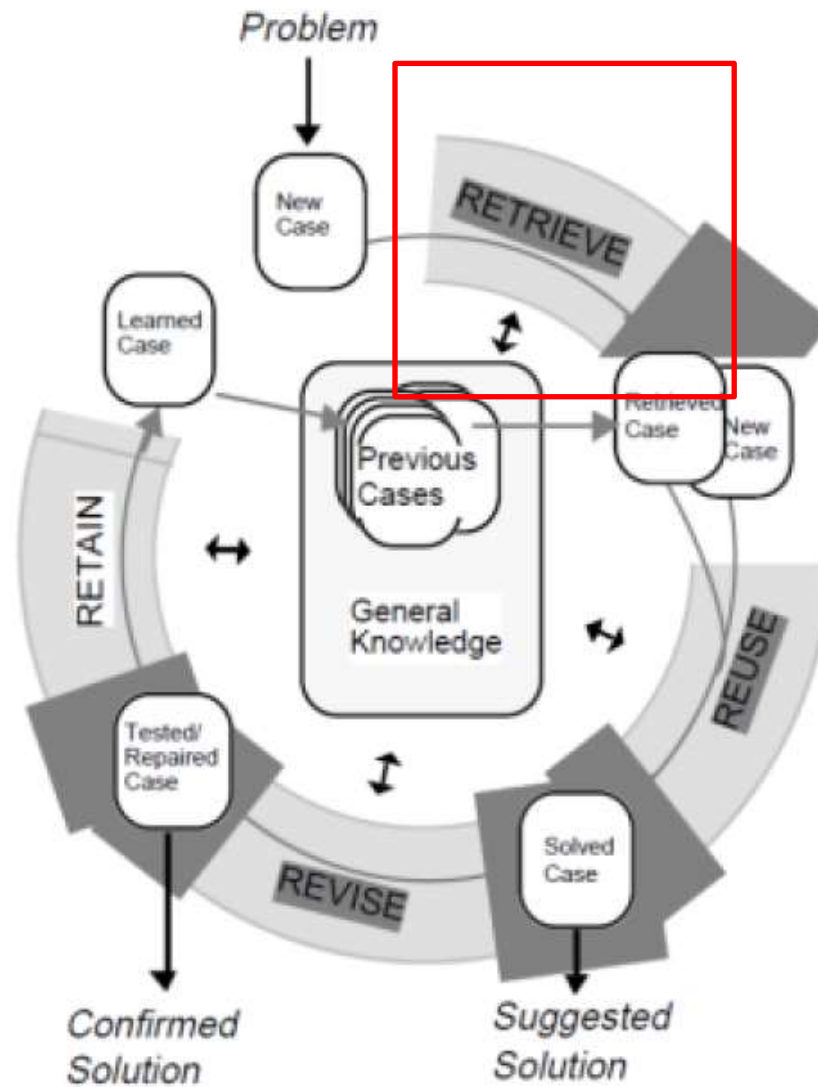 Problem
New
Case
RETRIEVE
Learned
Case
Retrieved
Case
New
Case
Previous
Cases
General
Knowledge
RETAIN
REUSE
Tested/
Repaired
Case
REVISE
Solved
Case
Confirmed
Solution
Suggested
Solution